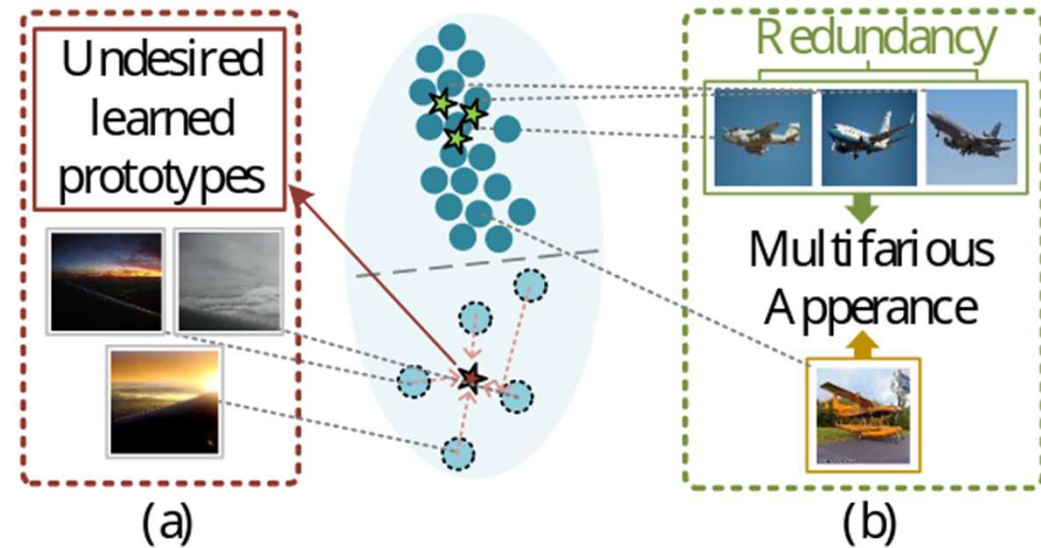 Undesired
learned
prototypes
(a)
Redundancy
Multifarious
Apperance
(b)